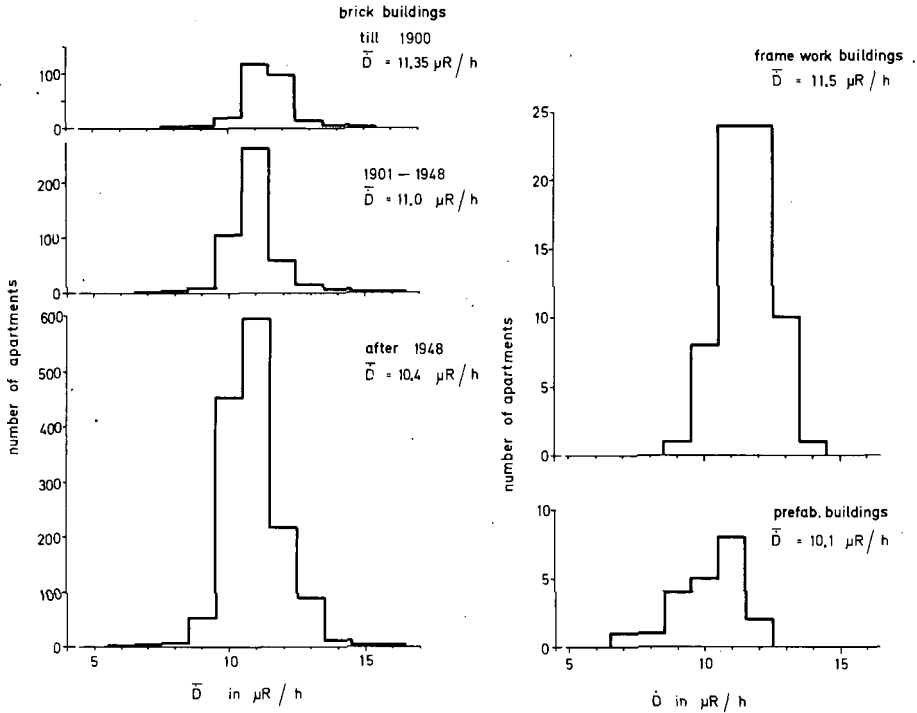 brick buildings
till 1900
D̄ = 11.35 µR / h
100
0
1901 – 1948
D̄ = 11.0 µR / h
200
100
0
after 1948
D̄ = 10.4 µR / h
600
500
400
300
200
100
0
number of apartments
5
10
15
D̄ in µR / h
frame work buildings
D̄ = 11.5 µR / h
25
20
15
10
5
0
number of apartments
prefab. buildings
D̄ = 10.1 µR / h
10
5
0
5
10
15
Ḋ in µR / h